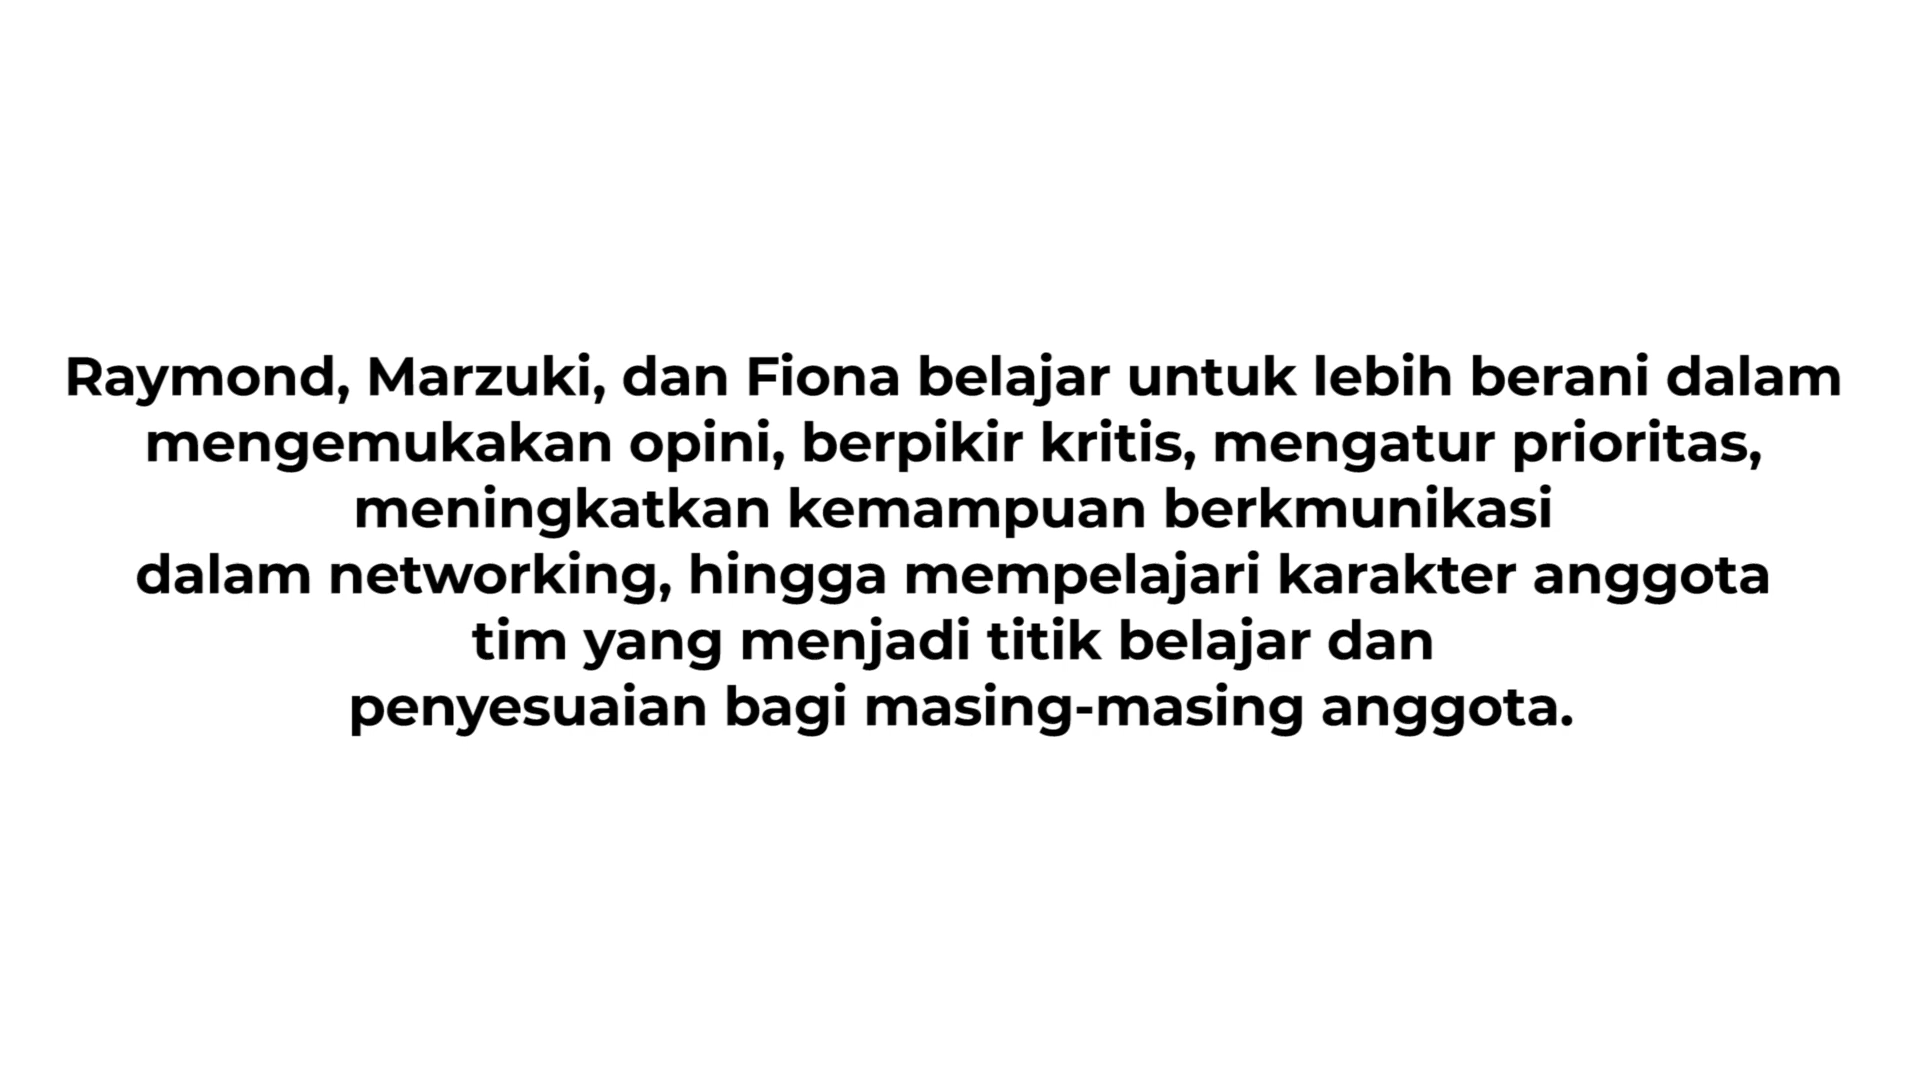 Raymond, Marzuki, dan Fiona belajar untuk lebih berani dalam
mengemukakan opini, berpikir kritis, mengatur prioritas,
meningkatkan kemampuan berkmunikasi
dalam networking, hingga mempelajari karakter anggota
tim yang menjadi titik belajar dan
penyesuaian bagi masing-masing anggota.